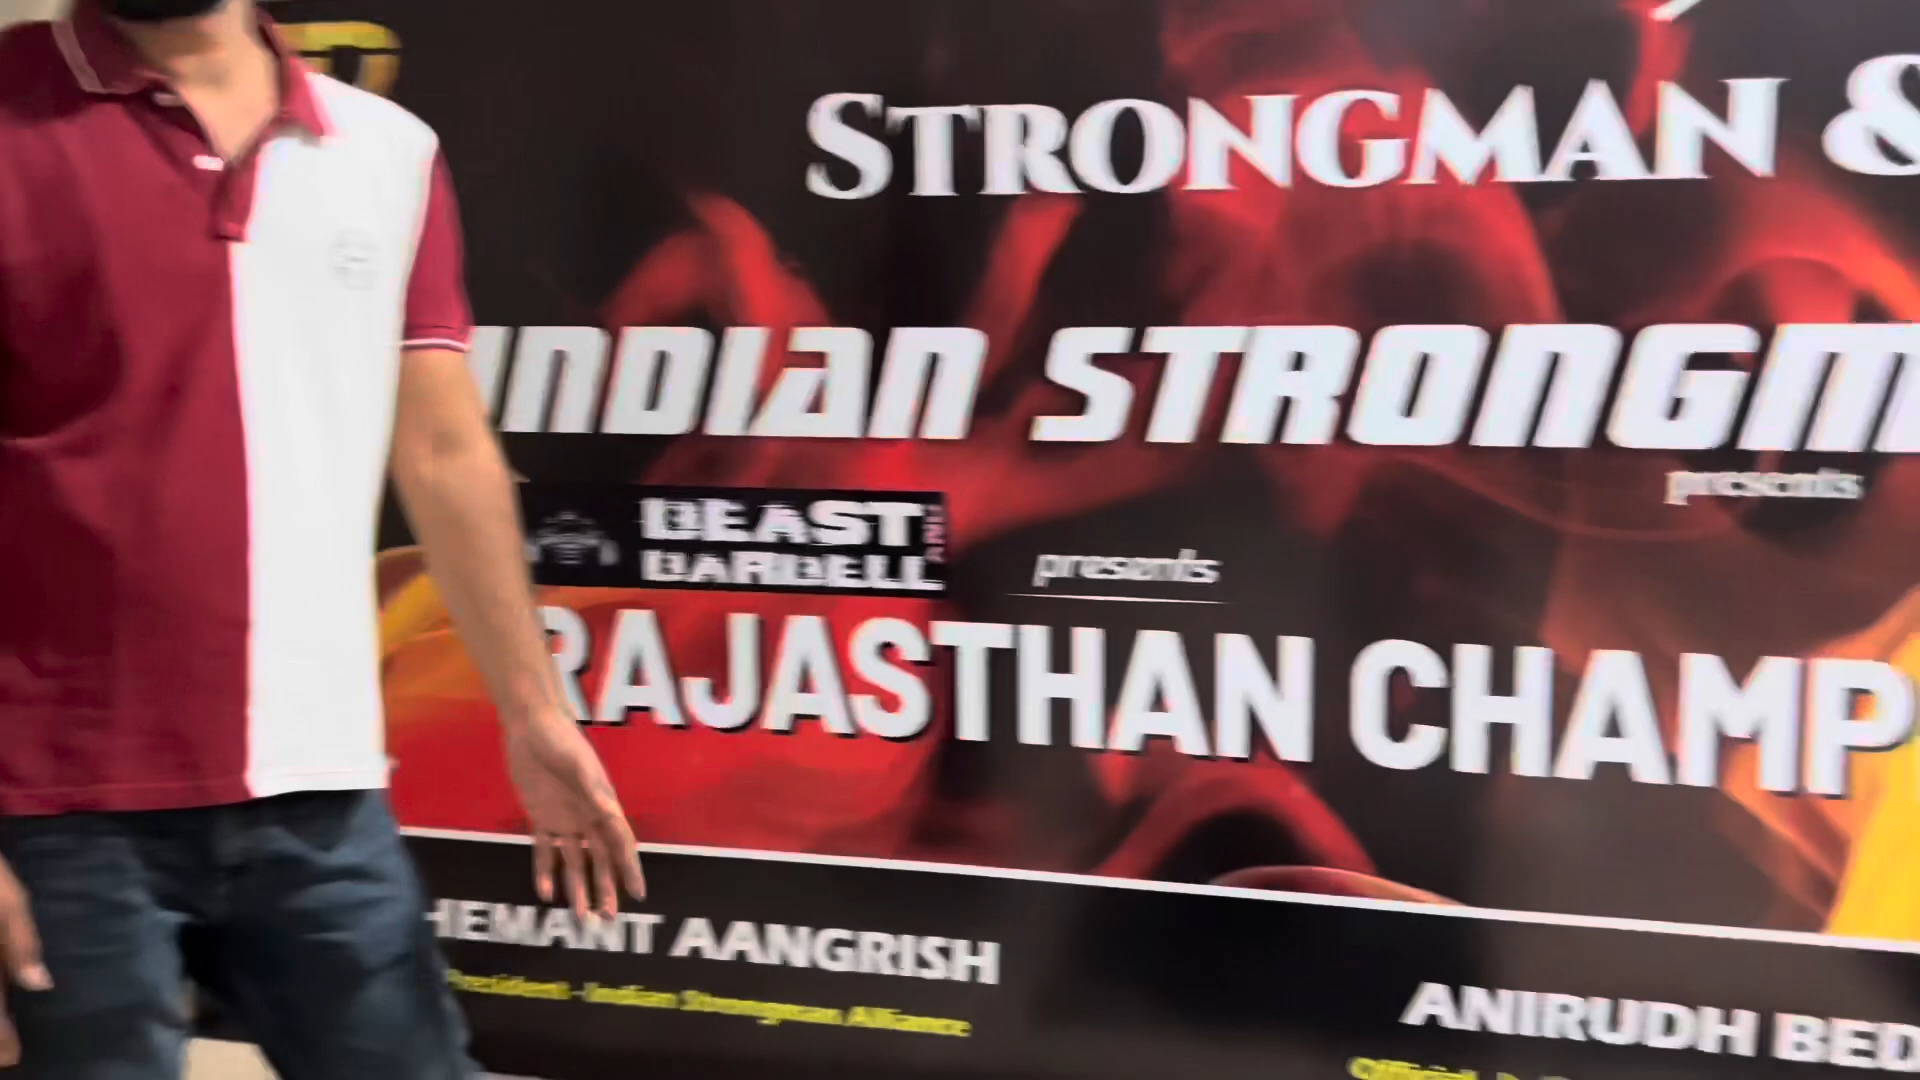 STRONGMAN &
INDIAN STRONGM
presents
BEAST
BARBELL
presents
RAJASTHAN CHAMP
HEMANT AANGRISH
President - Indian Strongman Alliance
ANIRUDH BED